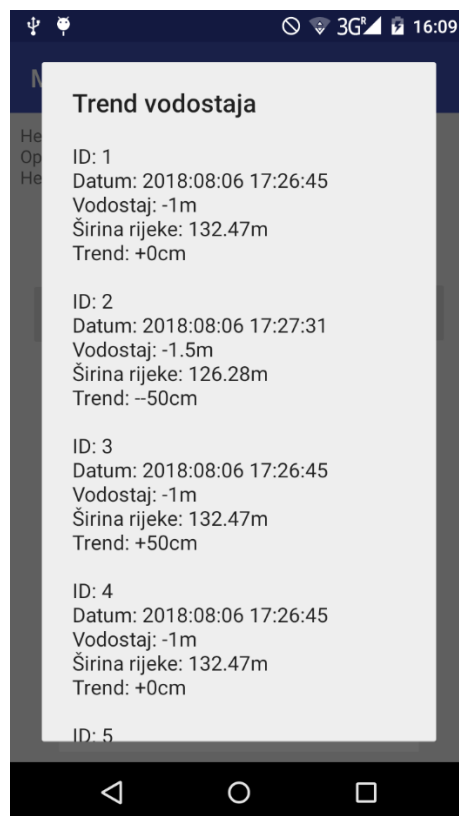 3G R 16:09
M
He
Op
He
Trend vodostaja
ID: 1
Datum: 2018:08:06 17:26:45
Vodostaj: -1m
Širina rijeke: 132.47m
Trend: +0cm
ID: 2
Datum: 2018:08:06 17:27:31
Vodostaj: -1.5m
Širina rijeke: 126.28m
Trend: --50cm
ID: 3
Datum: 2018:08:06 17:26:45
Vodostaj: -1m
Širina rijeke: 132.47m
Trend: +50cm
ID: 4
Datum: 2018:08:06 17:26:45
Vodostaj: -1m
Širina rijeke: 132.47m
Trend: +0cm
ID: 5